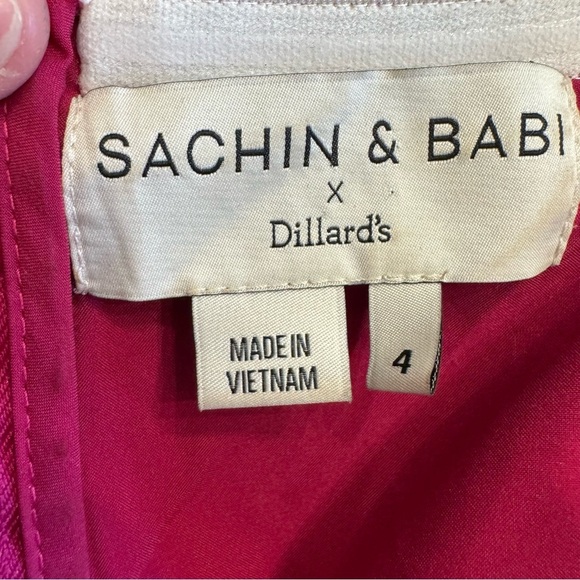 SACHIN & BABI
X
Dillard's
MADE IN
VIETNAM
4